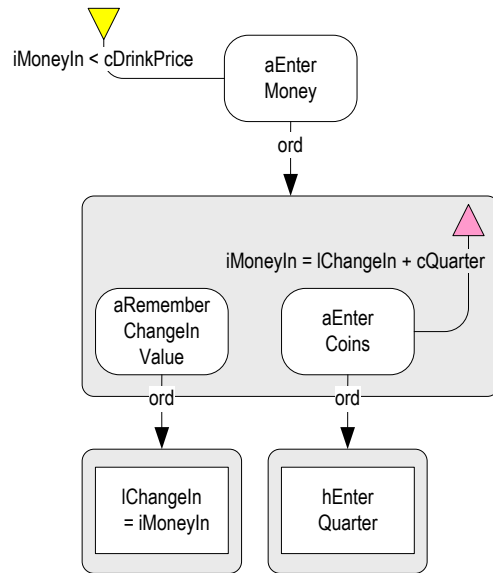 iMoneyIn < cDrinkPrice
aEnter
Money
ord
iMoneyIn = lChangeIn + cQuarter
aRemember
ChangeIn
Value
aEnter
Coins
ord
ord
lChangeIn
= iMoneyIn
hEnter
Quarter